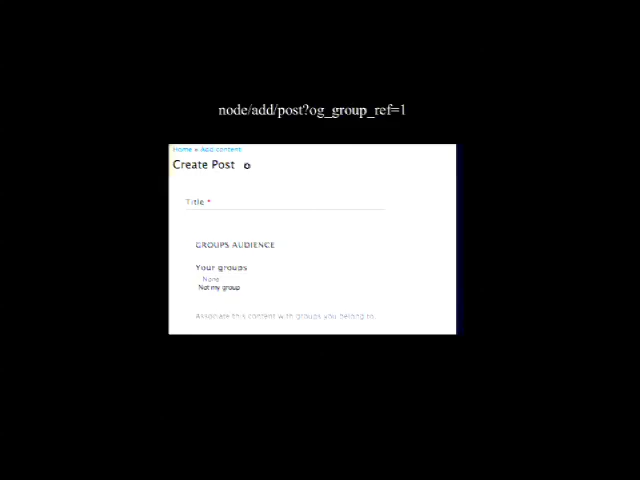 node/add/post?og_group_ref=1
Home » Add content
Create Post
Title *
GROUPS AUDIENCE
Your groups
None
Not my group
Associate this content with groups you belong to.